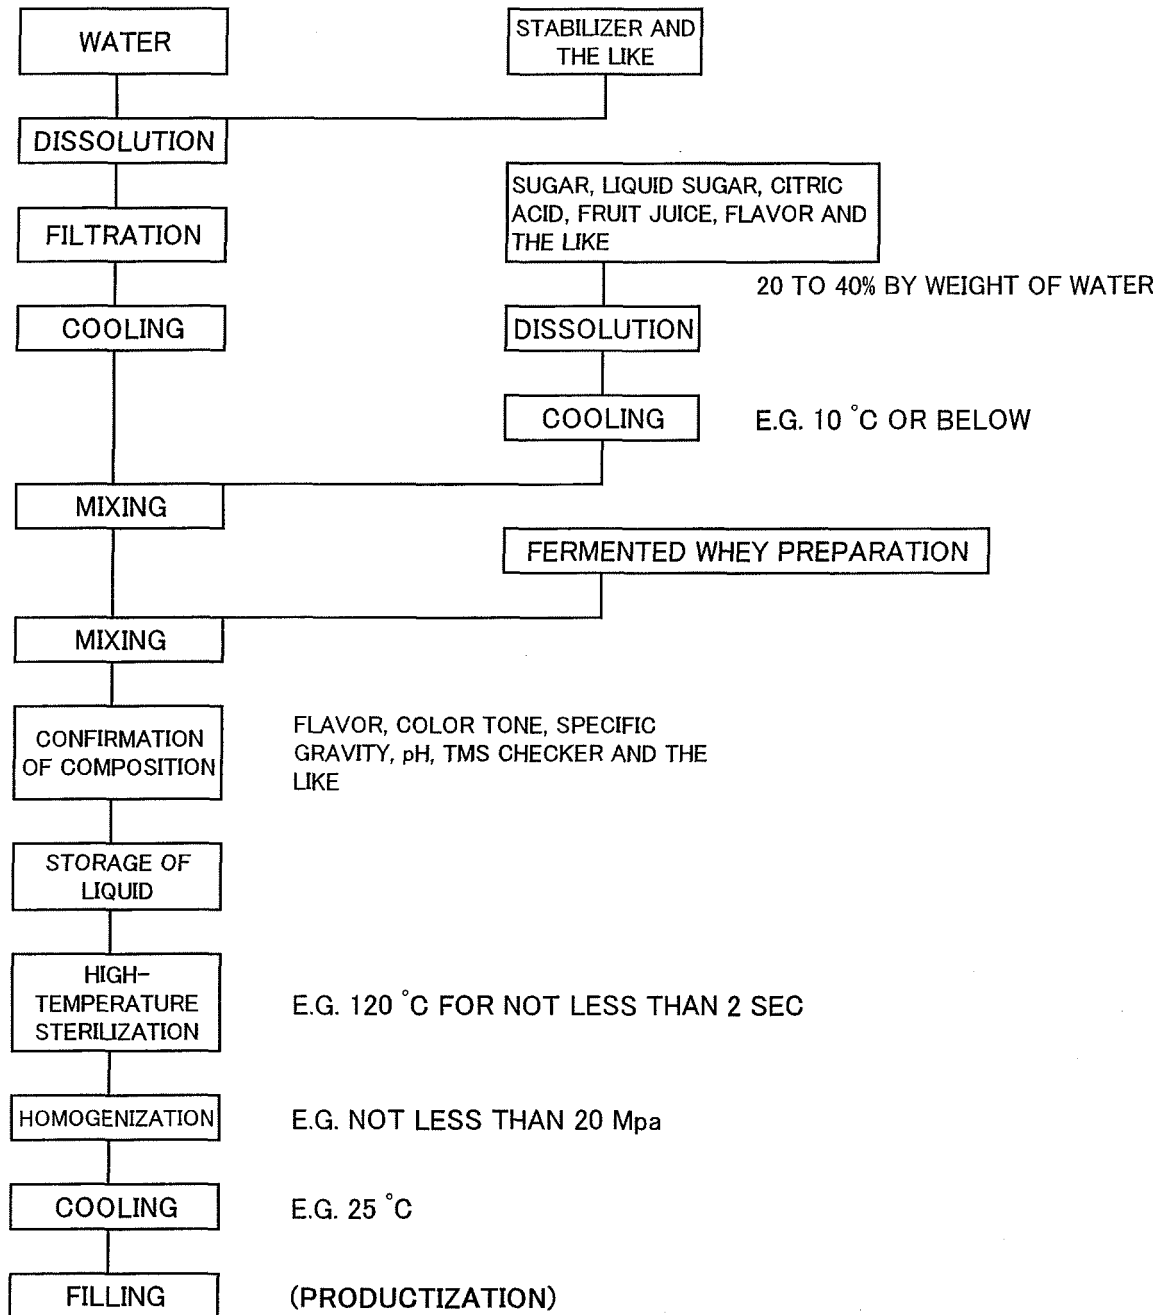 WATER
STABILIZER AND
THE LIKE
DISSOLUTION
SUGAR, LIQUID SUGAR, CITRIC
ACID, FRUIT JUICE, FLAVOR AND
THE LIKE
FILTRATION
20 TO 40% BY WEIGHT OF WATER
COOLING
DISSOLUTION
COOLING
E.G. 10 °C OR BELOW
MIXING
FERMENTED WHEY PREPARATION
MIXING
CONFIRMATION
OF COMPOSITION
FLAVOR, COLOR TONE, SPECIFIC
GRAVITY, pH, TMS CHECKER AND THE
LIKE
STORAGE OF
LIQUID
HIGH-
TEMPERATURE
STERILIZATION
E.G. 120 °C FOR NOT LESS THAN 2 SEC
HOMOGENIZATION
E.G. NOT LESS THAN 20 Mpa
COOLING
E.G. 25 °C
FILLING
(PRODUCTIZATION)